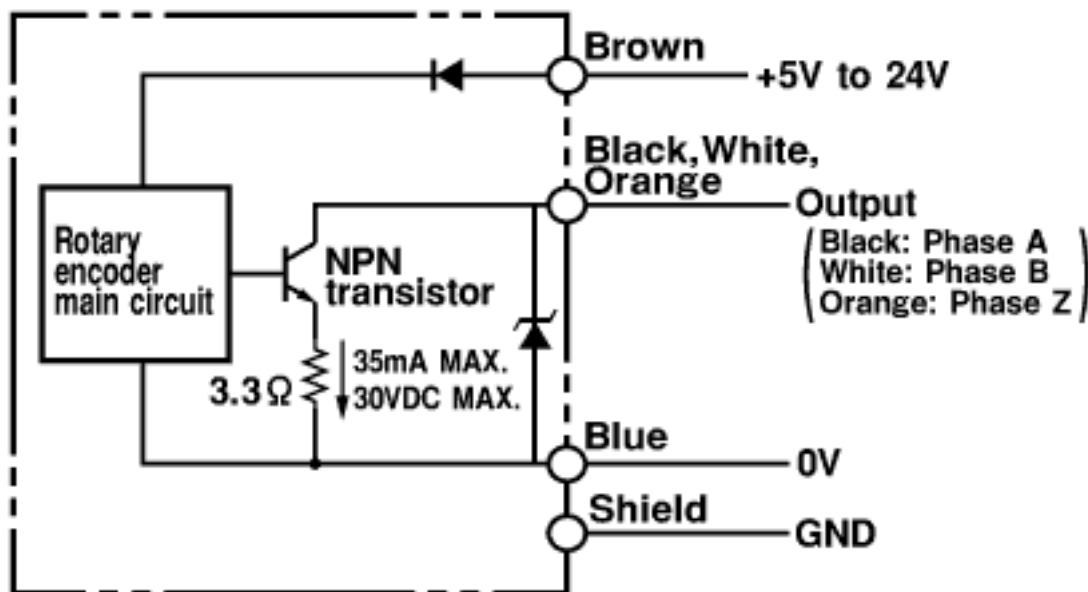 Brown
+5V to 24V
Black, White,
Orange
Output
Black: Phase A
White: Phase B
Orange: Phase Z
Rotary
encoder
main circuit
NPN
transistor
3.3Ω
35mA MAX.
30VDC MAX.
Blue
0V
Shield
GND